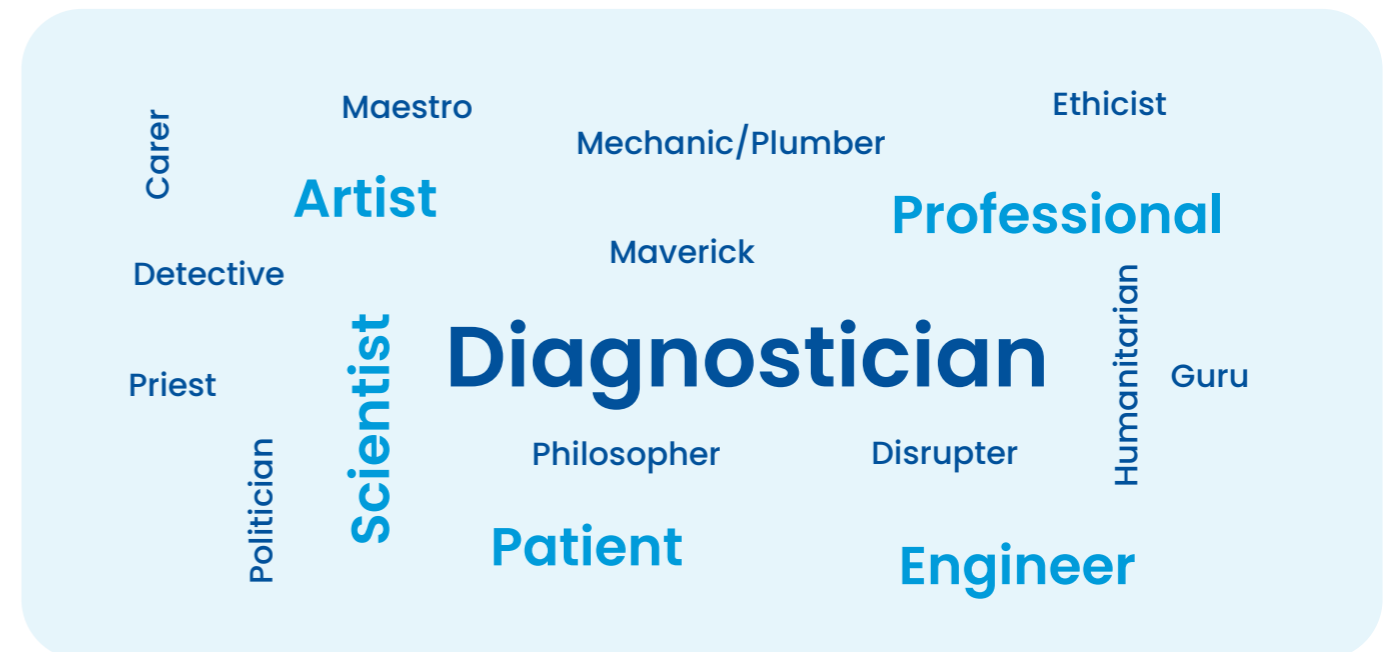 Carer
Maestro
Ethicist
Mechanic/Plumber
Artist
Professional
Maverick
Detective
Humanitarian
Scientist
Diagnostician
Priest
Guru
Politician
Philosopher
Disrupter
Patient
Engineer